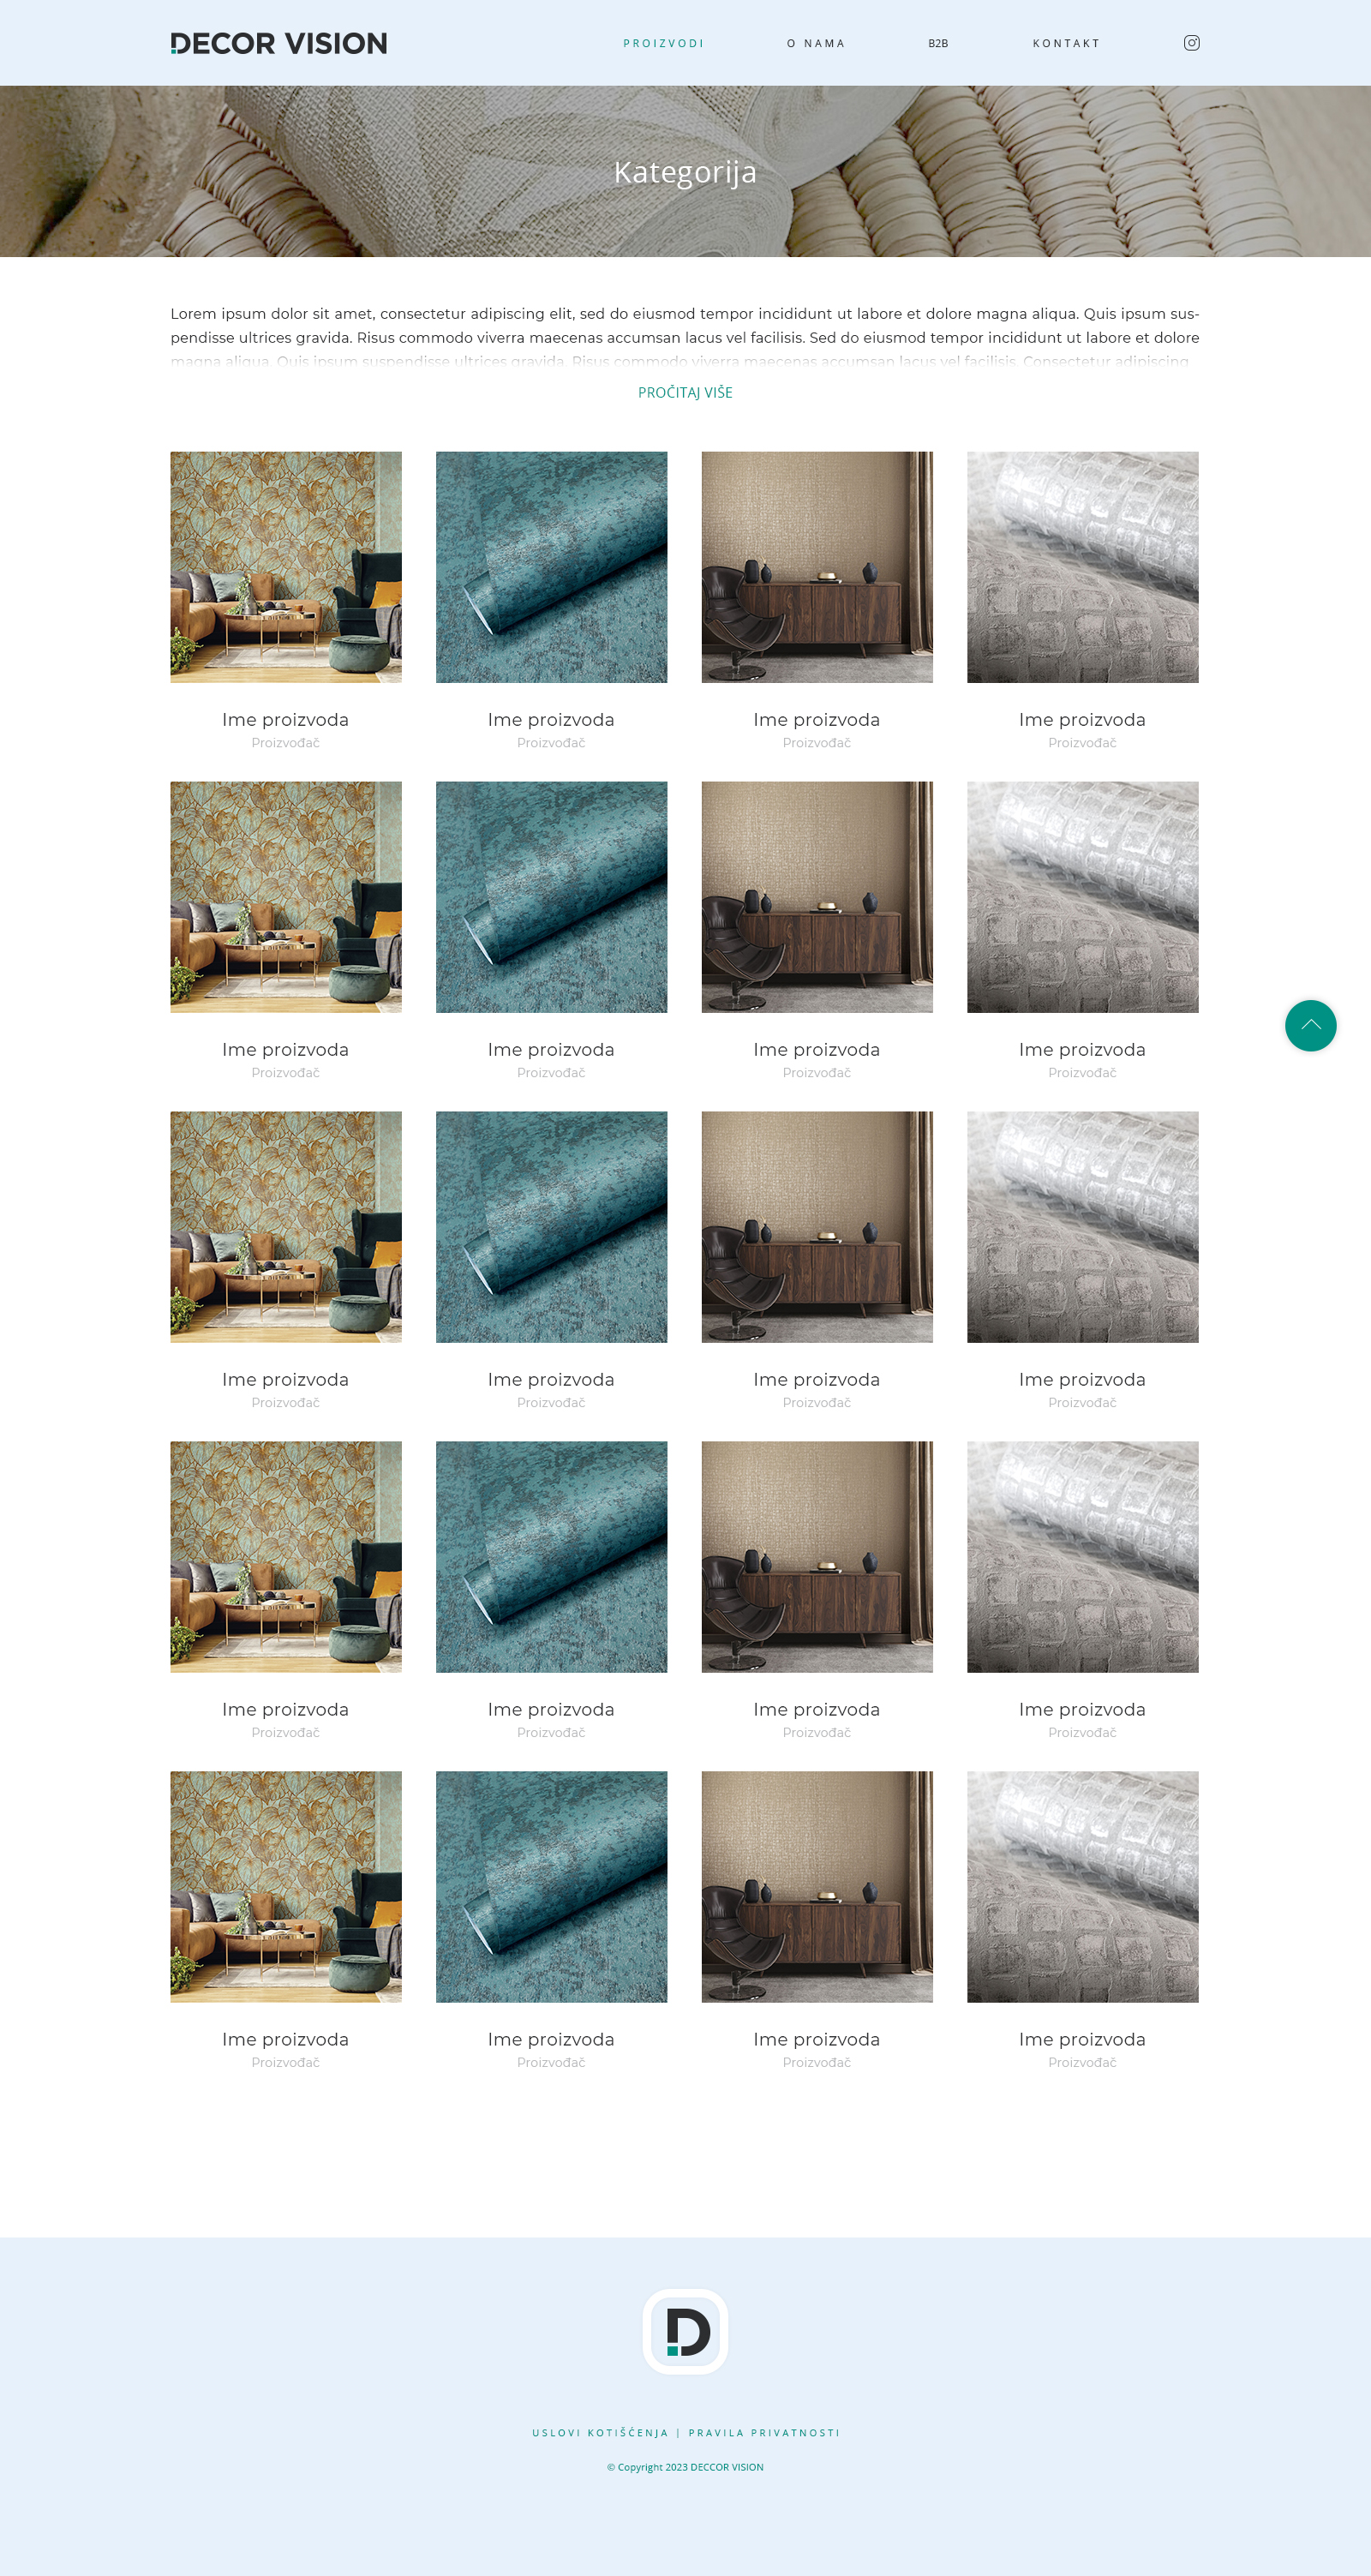 DECOR VISION
PROIZVODI O NAMA B2B KONTAKT
Kategorija
Lorem ipsum dolor sit amet, consectetur adipiscing elit, sed do eiusmod tempor incididunt ut labore et dolore magna aliqua. Quis ipsum sus-
pendisse ultrices gravida. Risus commodo viverra maecenas accumsan lacus vel facilisis. Sed do eiusmod tempor incididunt ut labore et dolore
magna aliqua. Quis ipsum suspendisse ultrices gravida. Risus commodo viverra maecenas accumsan lacus vel facilisis. Consectetur adipiscing
PROČITAJ VIŠE
Ime proizvoda Ime proizvoda Ime proizvoda Ime proizvoda
Proizvođač Proizvođač Proizvođač Proizvođač
Ime proizvoda Ime proizvoda Ime proizvoda Ime proizvoda
Proizvođač Proizvođač Proizvođač Proizvođač
Ime proizvoda Ime proizvoda Ime proizvoda Ime proizvoda
Proizvođač Proizvođač Proizvođač Proizvođač
Ime proizvoda Ime proizvoda Ime proizvoda Ime proizvoda
Proizvođač Proizvođač Proizvođač Proizvođač
Ime proizvoda Ime proizvoda Ime proizvoda Ime proizvoda
Proizvođač Proizvođač Proizvođač Proizvođač
D
USLOVI KOTIŠĆENJA | PRAVILA PRIVATNOSTI
© Copyright 2023 DECCOR VISION